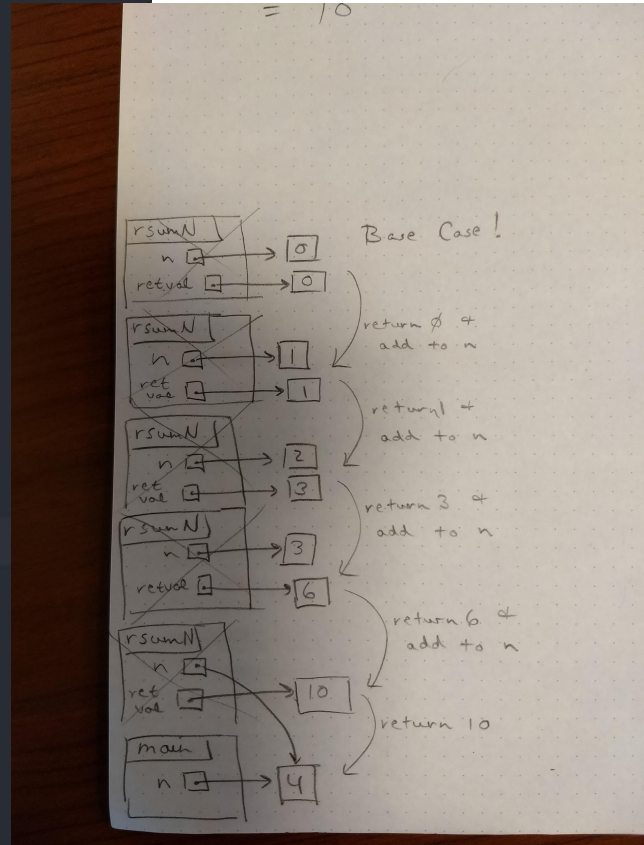 = 10
rsumN
n 0
retval 0
Base Case!
return 0 &
add to n
rsumN
n 1
ret
val 1
return 1 &
add to n
rsumN
n 2
ret
val 3
return 3 &
add to n
rsumN
n 3
retval 6
return 6 &
add to n
rsumN
n
ret
val 10
return 10
main
n 4